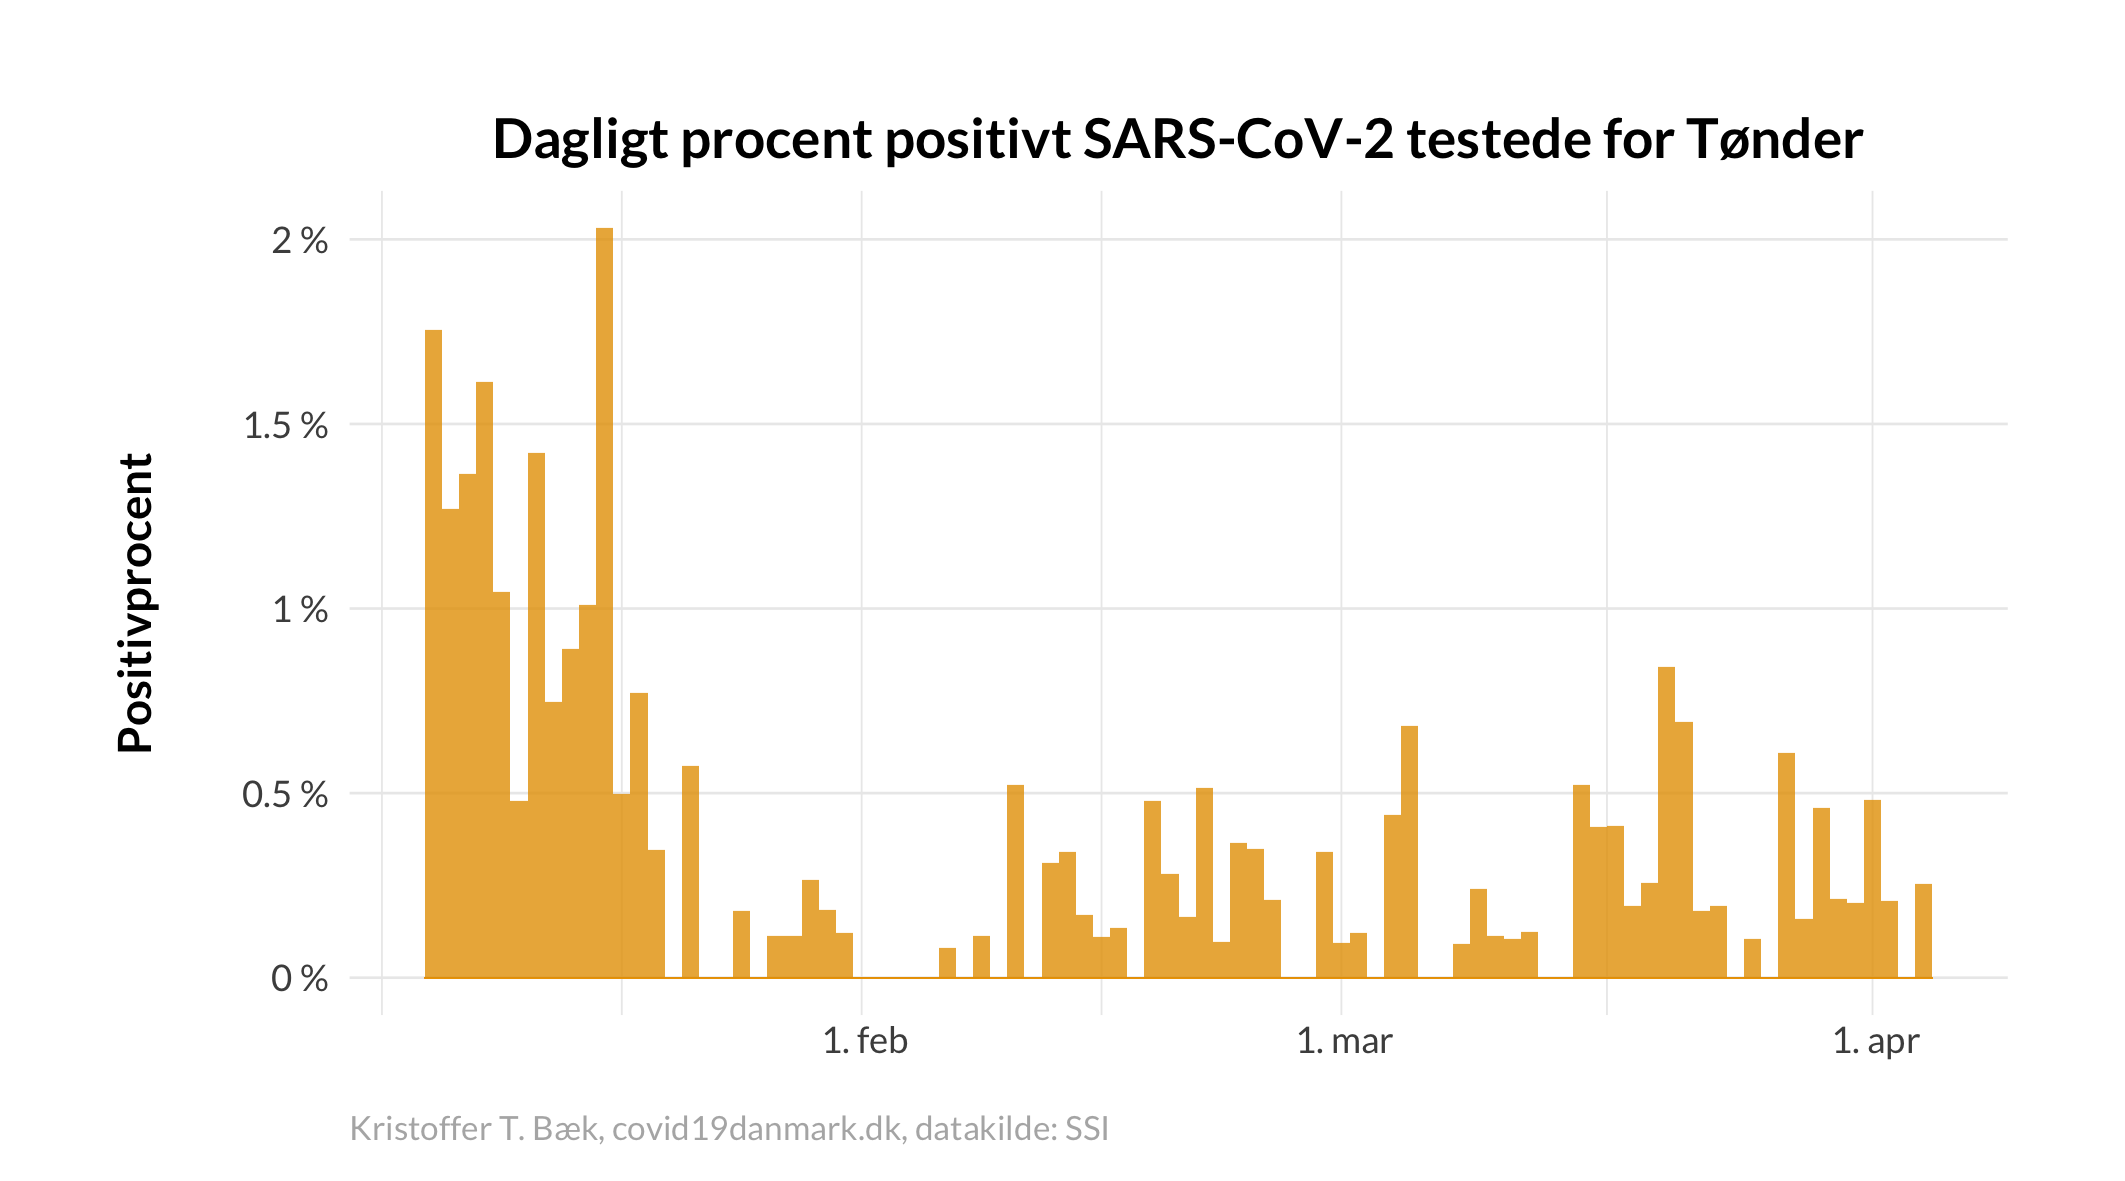 Dagligt procent positivt SARS-CoV-2 testede for Tønder
Positivprocent
2 %
1.5 %
1 %
0.5 %
0 %
1. feb
1. mar
1. apr
Kristoffer T. Bæk, covid19danmark.dk, datakilde: SSI